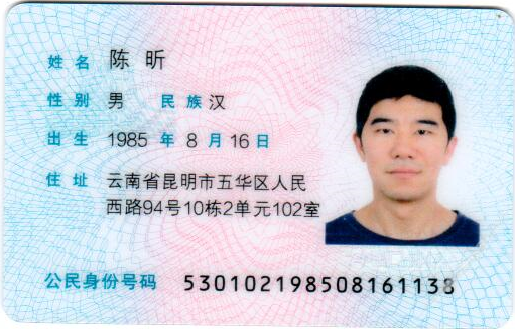 姓名 陈昕
性别 男 民族 汉
出生 1985 年 8 月 16 日
住址 云南省昆明市五华区人民
西路94号10栋2单元102室
公民身份号码 530102198508161138